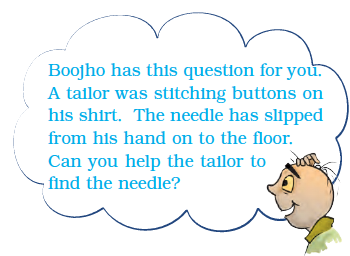 Boojho has this question for you.
A tailor was stitching buttons on
his shirt. The needle has slipped
from his hand on to the floor.
Can you help the tailor to
find the needle?